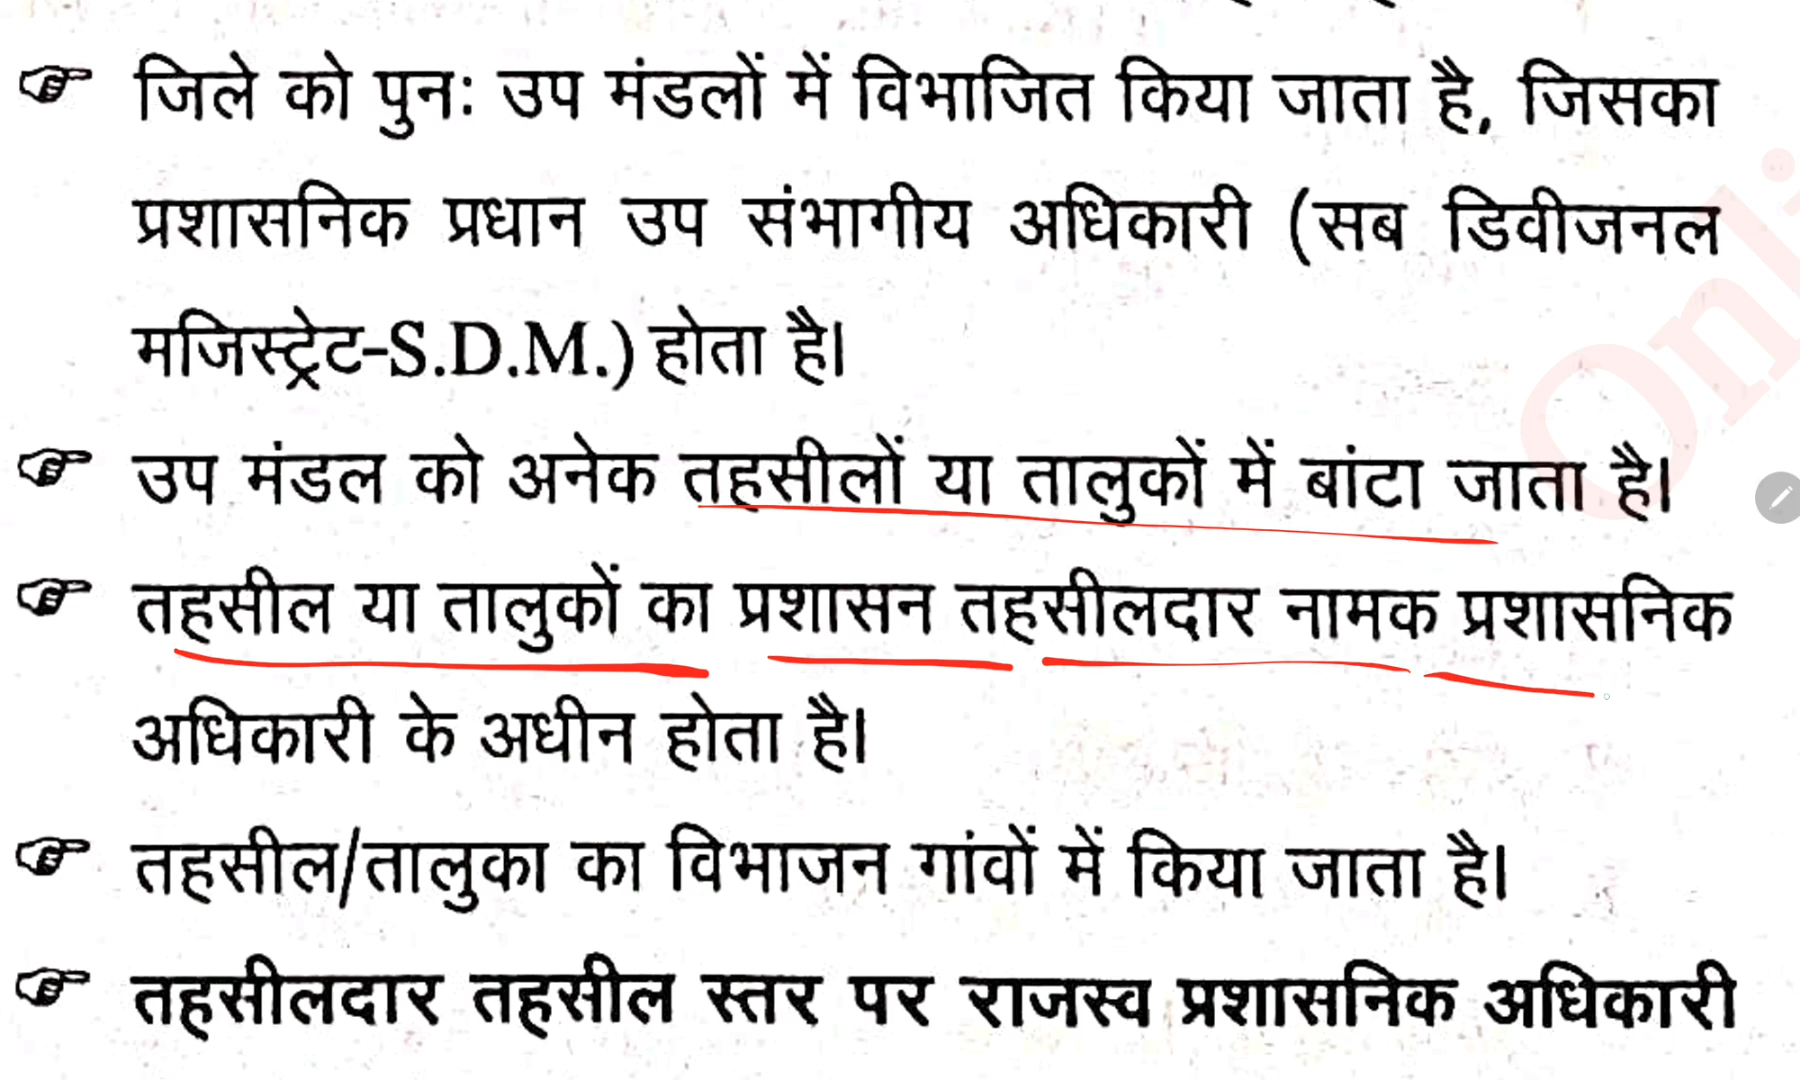 ☞ जिले को पुनः उप मंडलों में विभाजित किया जाता है, जिसका
प्रशासनिक प्रधान उप संभागीय अधिकारी (सब डिवीजनल
मजिस्ट्रेट-S.D.M.) होता है।
☞ उप मंडल को अनेक तहसीलों या तालुकों में बांटा जाता है।
☞ तहसील या तालुकों का प्रशासन तहसीलदार नामक प्रशासनिक
अधिकारी के अधीन होता है।
☞ तहसील/तालुका का विभाजन गांवों में किया जाता है।
☞ तहसीलदार तहसील स्तर पर राजस्व प्रशासनिक अधिकारी
Onli